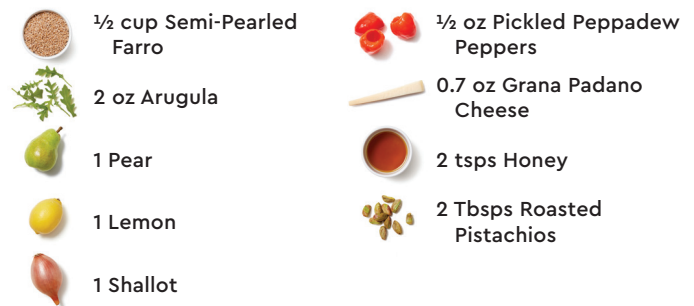 ½ cup Semi-Pearled
Farro
2 oz Arugula
1 Pear
1 Lemon
1 Shallot
½ oz Pickled Peppadew
Peppers
0.7 oz Grana Padano
Cheese
2 tsps Honey
2 Tbsps Roasted
Pistachios